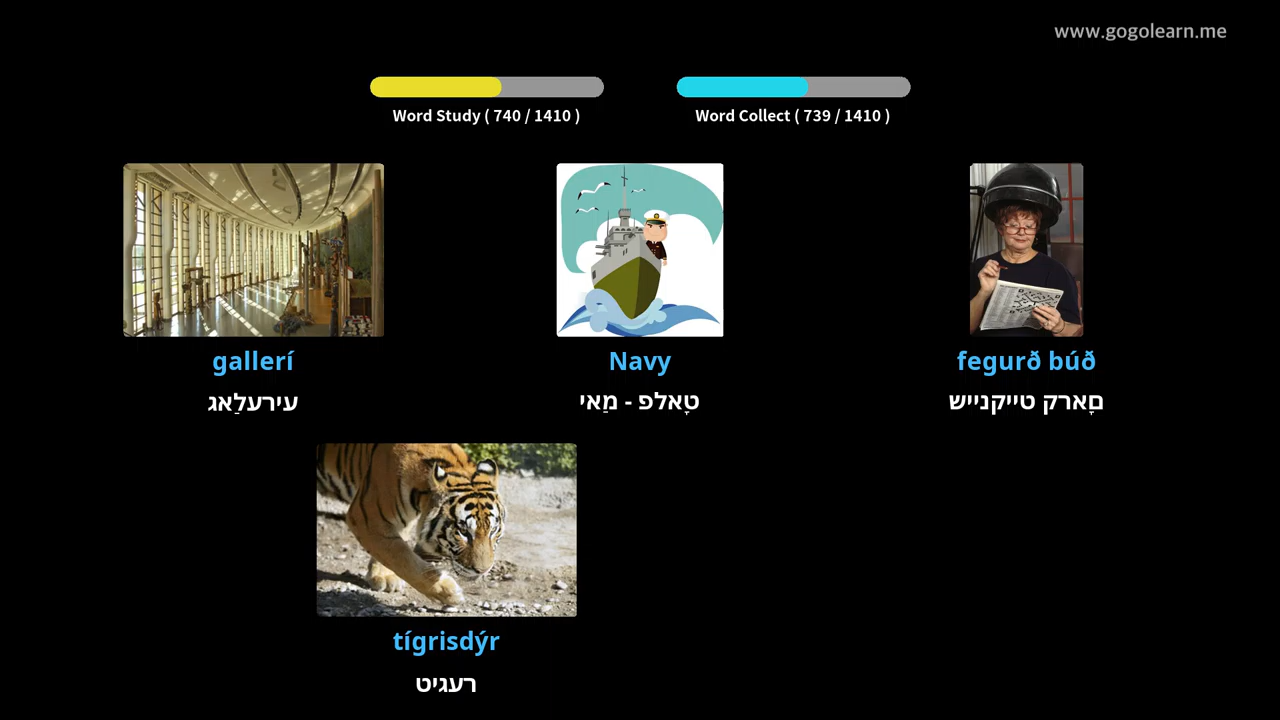 www.gogolearn.me
Word Study ( 740 / 1410 )
Word Collect ( 739 / 1410 )
gallerí
Navy
fegurð búð
עירעלַאג
טָאלפ - מַאי
םָארק טייקנייש
tígrisdýr
רעגיט